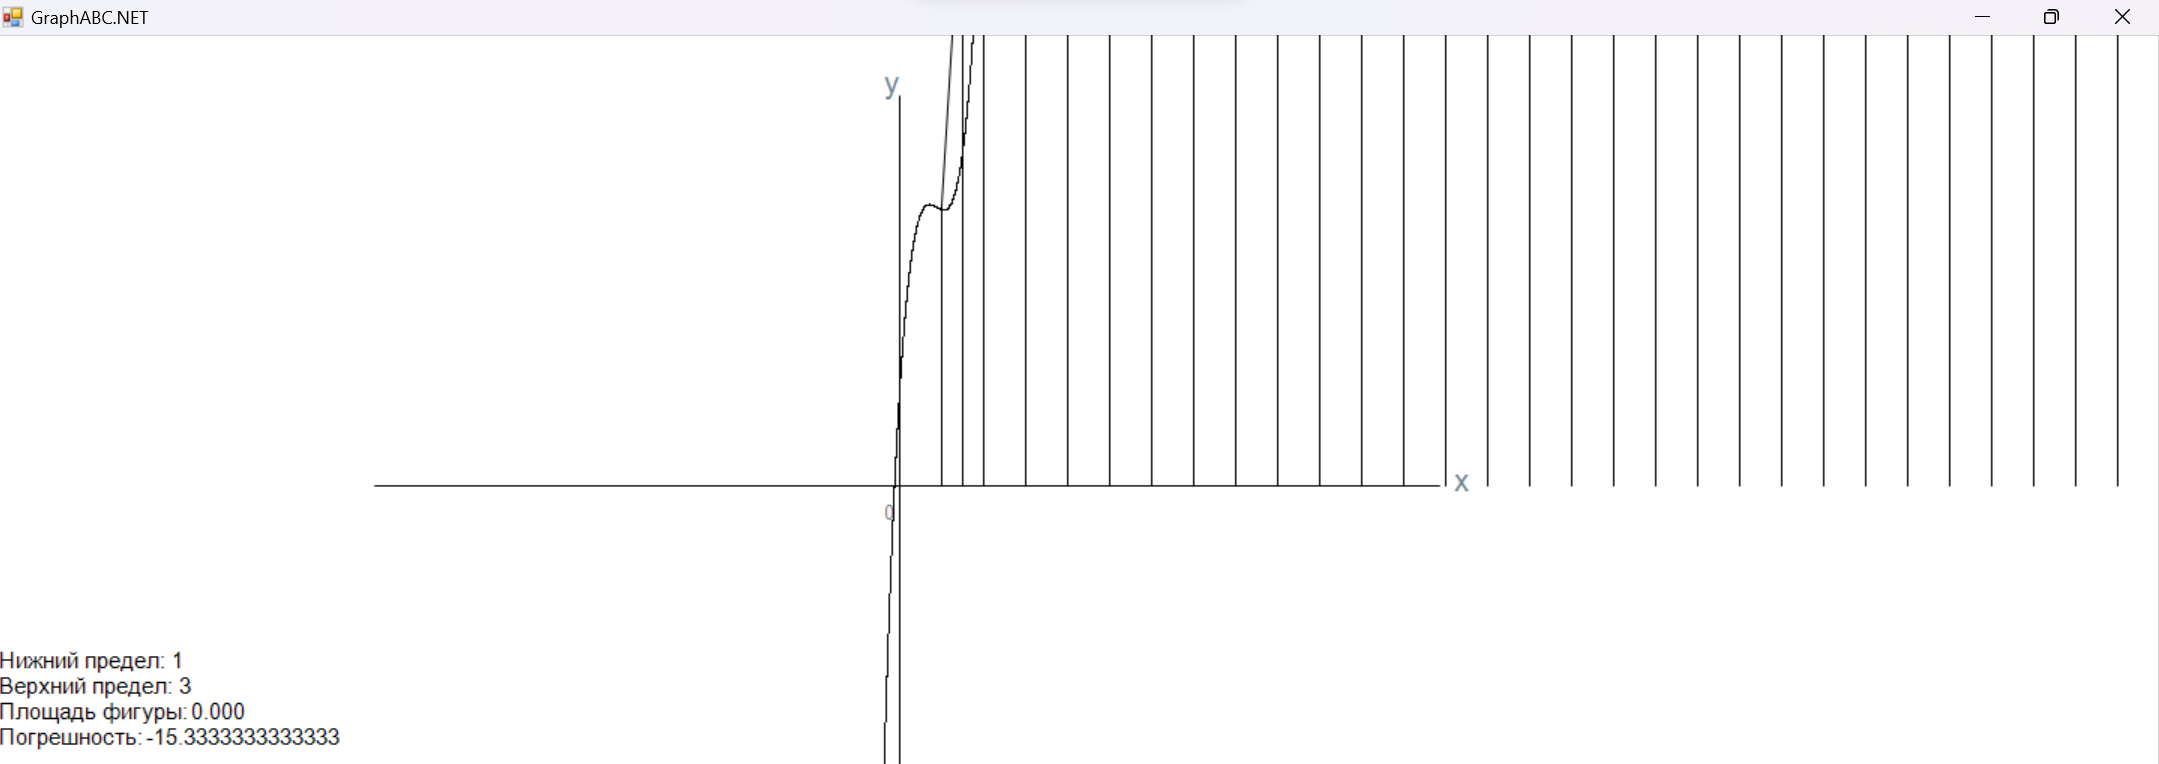 GraphABC.NET
y
x
0
Нижний предел: 1
Верхний предел: 3
Площадь фигуры: 0.000
Погрешность: -15.3333333333333